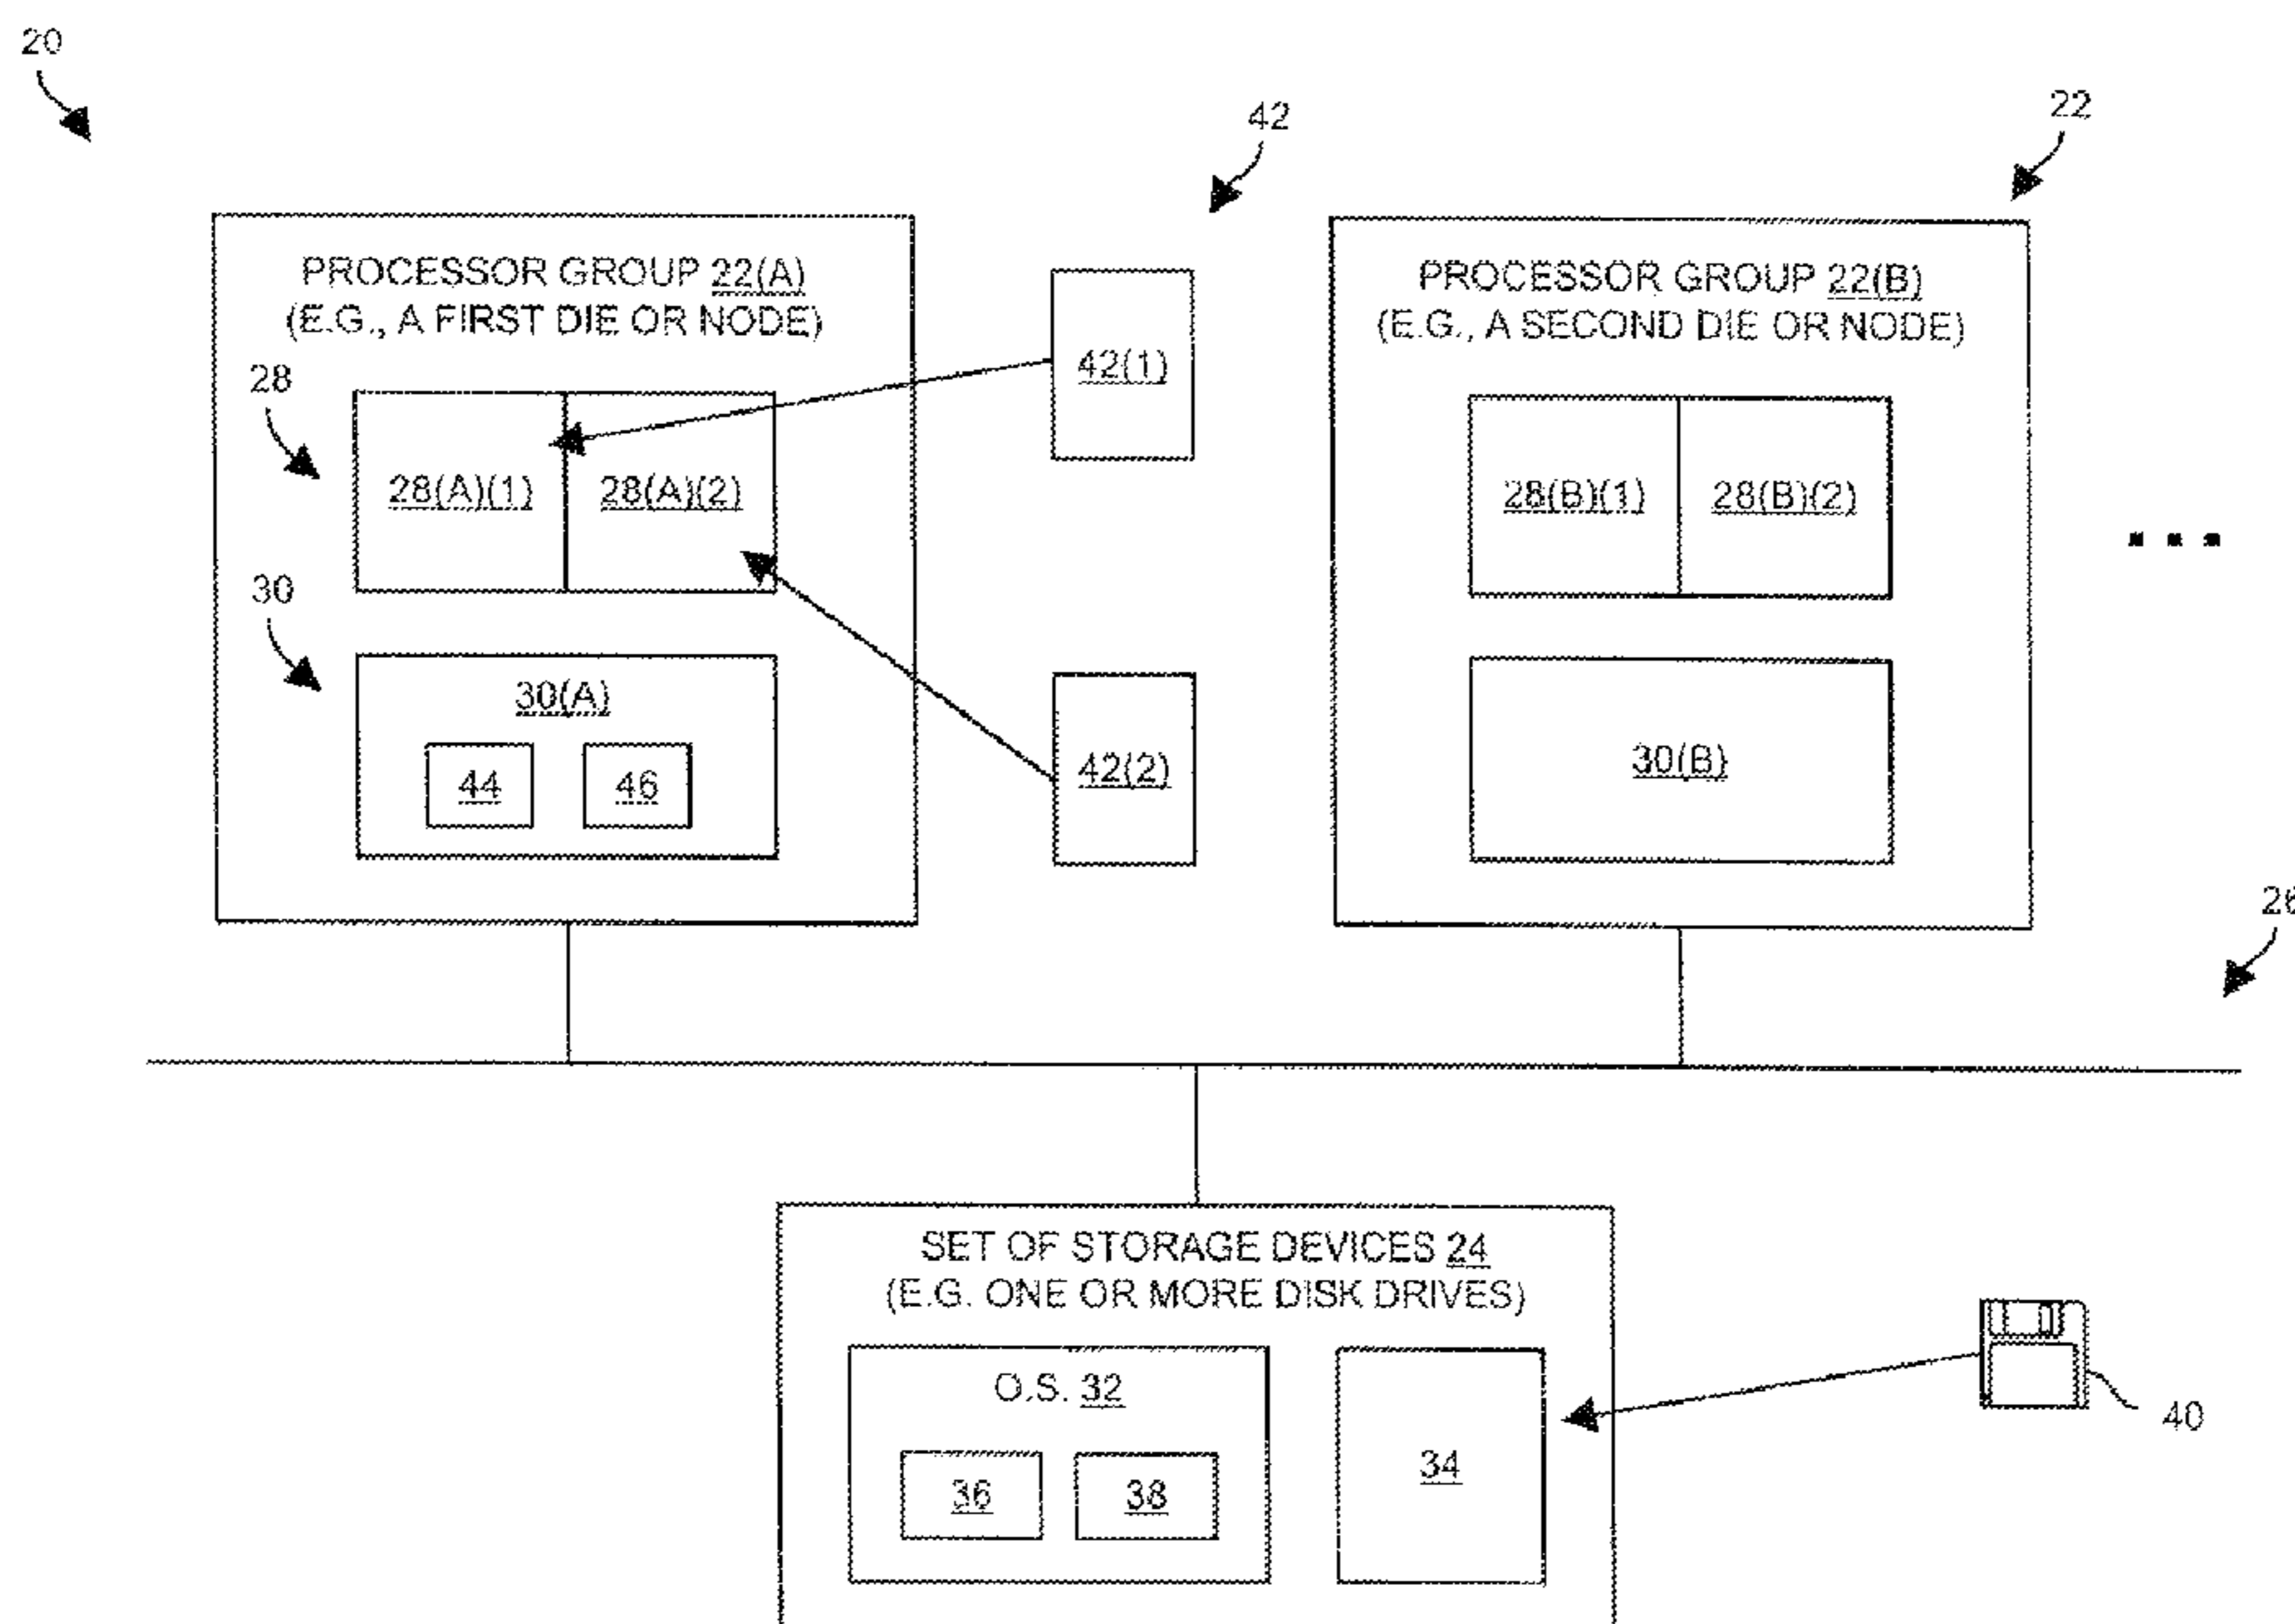 20
42
22
PROCESSOR GROUP 22(A)
(E.G., A FIRST DIE OR NODE)
PROCESSOR GROUP 22(B)
(E.G., A SECOND DIE OR NODE)
42(1)
28
28(A)(1)
28(A)(2)
28(B)(1)
28(B)(2)
30
30(A)
44
46
42(2)
30(B)
26
SET OF STORAGE DEVICES 24
(E.G. ONE OR MORE DISK DRIVES)
O.S. 32
36
38
34
40